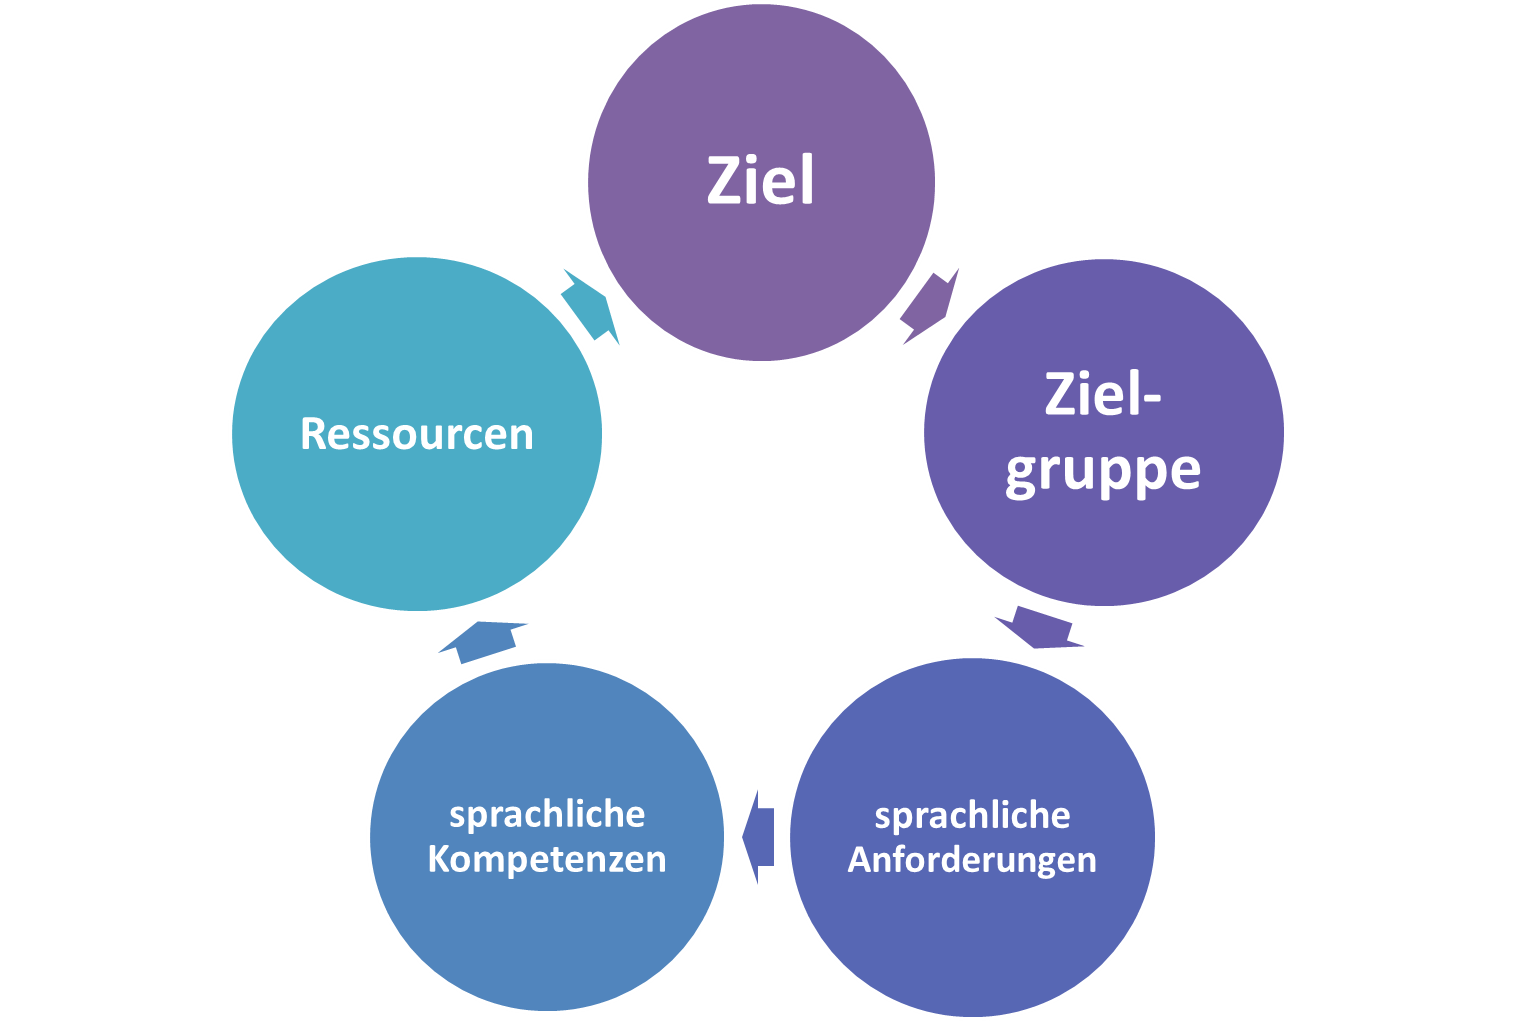 Ziel
Ziel-
gruppe
sprachliche
Anforderungen
sprachliche
Kompetenzen
Ressourcen